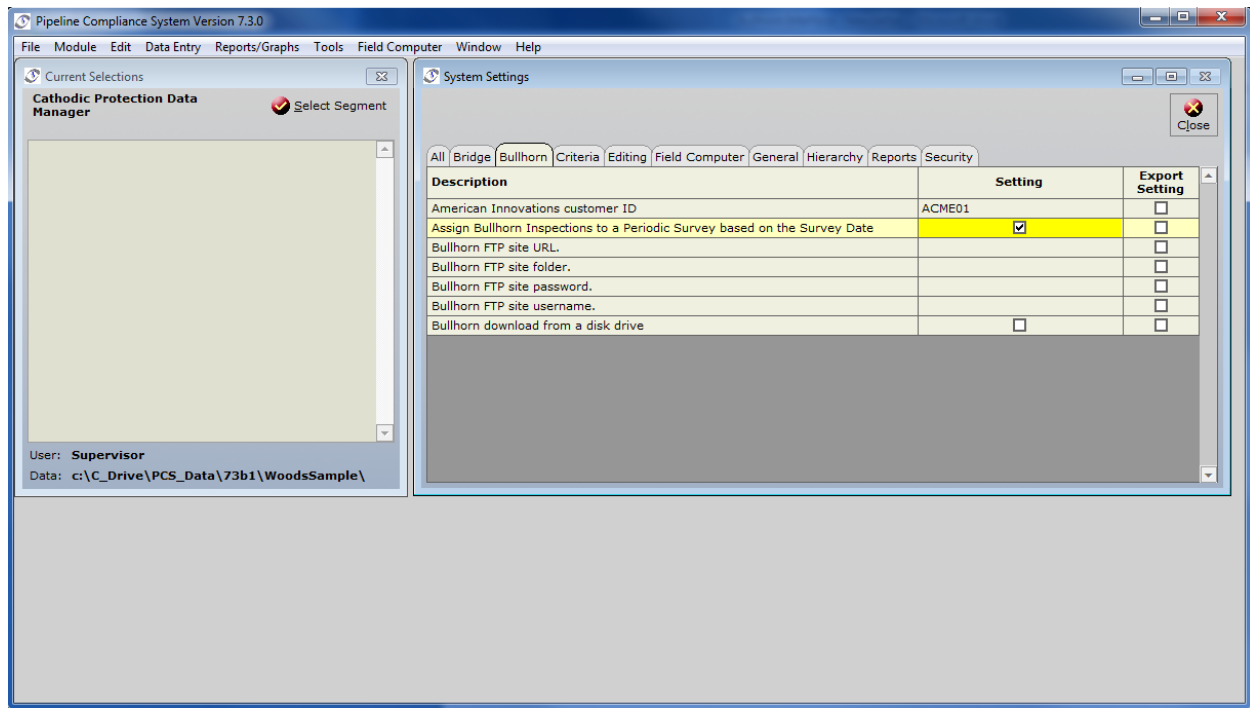 Pipeline Compliance System Version 7.3.0
File Module Edit Data Entry Reports/Graphs Tools Field Computer Window Help
Current Selections
Cathodic Protection Data
Manager
Select Segment
User: Supervisor
Data: c:\C_Drive\PCS_Data\73b1\WoodsSample\
System Settings
Close
All Bridge Bullhorn Criteria Editing Field Computer General Hierarchy Reports Security
Description Setting Export
Setting
American Innovations customer ID ACME01
Assign Bullhorn Inspections to a Periodic Survey based on the Survey Date
Bullhorn FTP site URL.
Bullhorn FTP site folder.
Bullhorn FTP site password.
Bullhorn FTP site username.
Bullhorn download from a disk drive